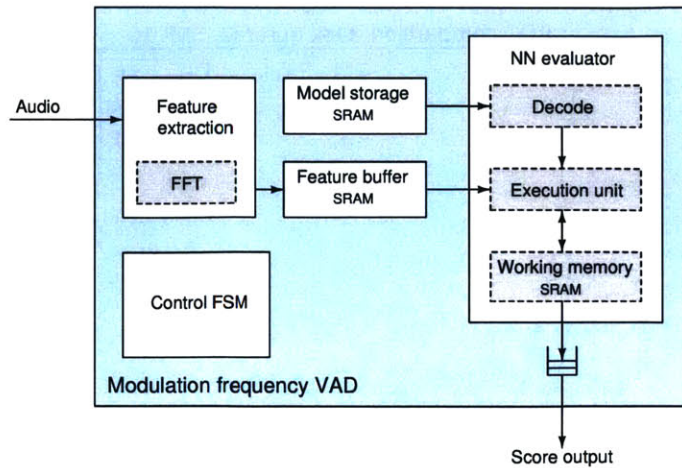 NN evaluator
Audio
Feature
extraction
FFT
Model storage
SRAM
Decode
Feature buffer
SRAM
Execution unit
Working memory
SRAM
Control FSM
Modulation frequency VAD
Score output